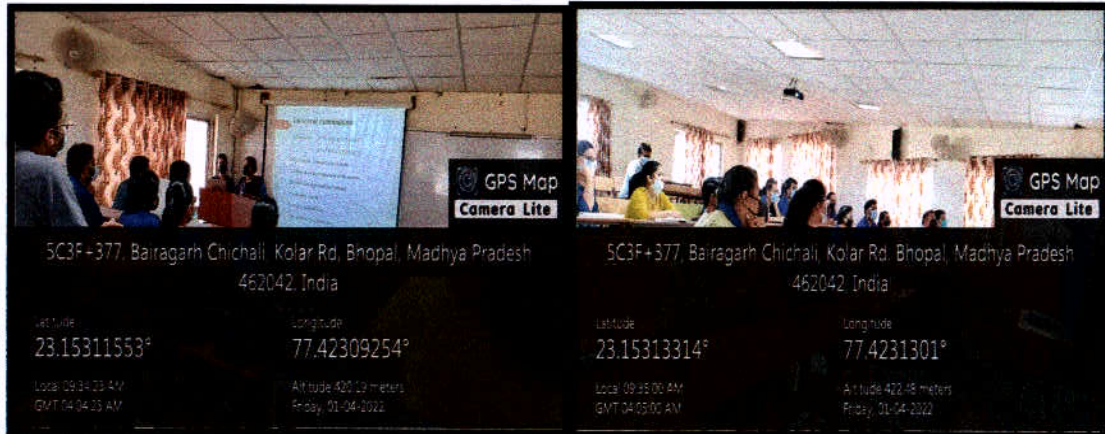 GPS Map
Camera Lite
5C3F+377, Bairagarh Chichali, Kolar Rd, Bhopal, Madhya Pradesh
462042, India
Latitude
23.15311553°
Longitude
77.42309254°
Local 09:34:23 AM
GMT 04:04:23 AM
Altitude 420.19 meters
Friday, 01-04-2022
GPS Map
Camera Lite
5C3F+377, Bairagarh Chichali, Kolar Rd, Bhopal, Madhya Pradesh
462042, India
Latitude
23.15313314°
Longitude
77.4231301°
Local 09:35:00 AM
GMT 04:05:00 AM
Altitude 422.48 meters
Friday, 01-04-2022